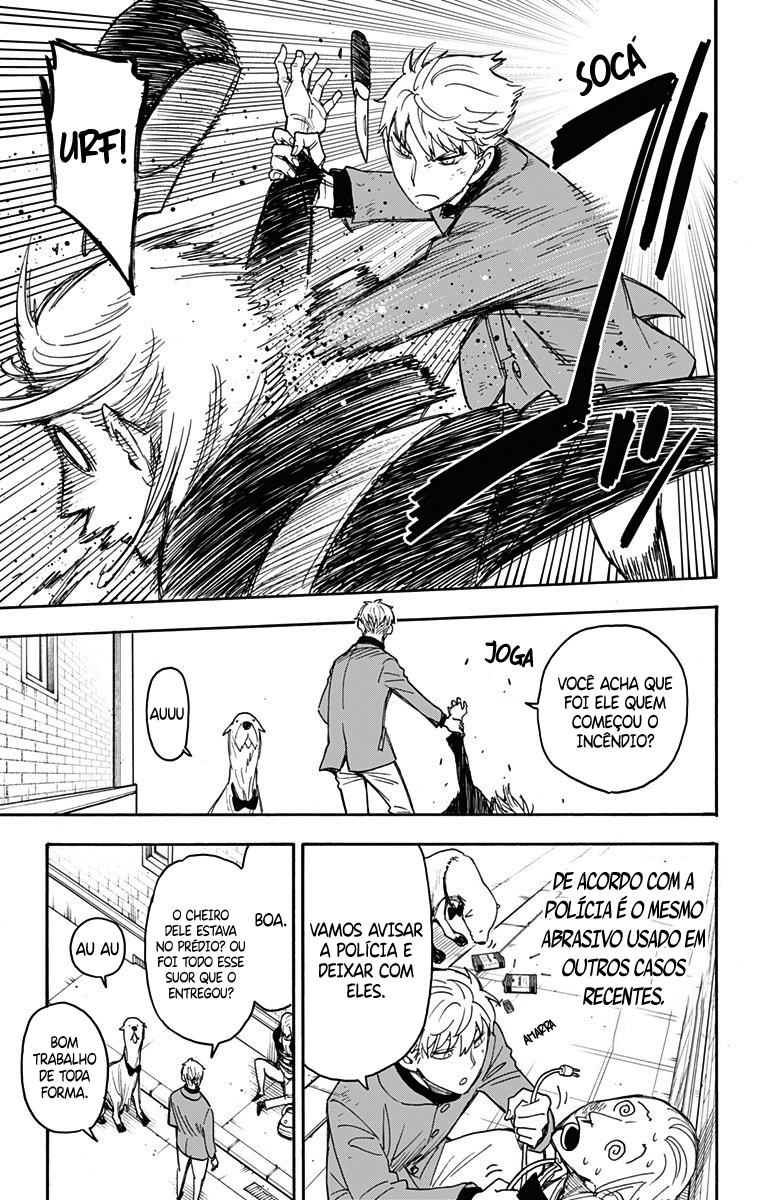 SOCÁ
URF!
VOCÊ ACHA QUE
FOI ELE QUEM
COMEÇOU O
INCÊNDIO?
JOGA
AUUU
DE ACORDO COM A
POLÍCIA É O MESMO
ABRASIVO USADO EM
OUTROS CASOS
RECENTES.
VAMOS AVISAR
A POLÍCIA E
DEIXAR COM
ELES.
AMARRA
BOA.
O CHEIRO
DELE ESTAVA
NO PRÉDIO? OU
FOI TODO ESSE
SUOR QUE O
ENTREGOU?
AU AU
BOM
TRABALHO
DE TODA
FORMA.